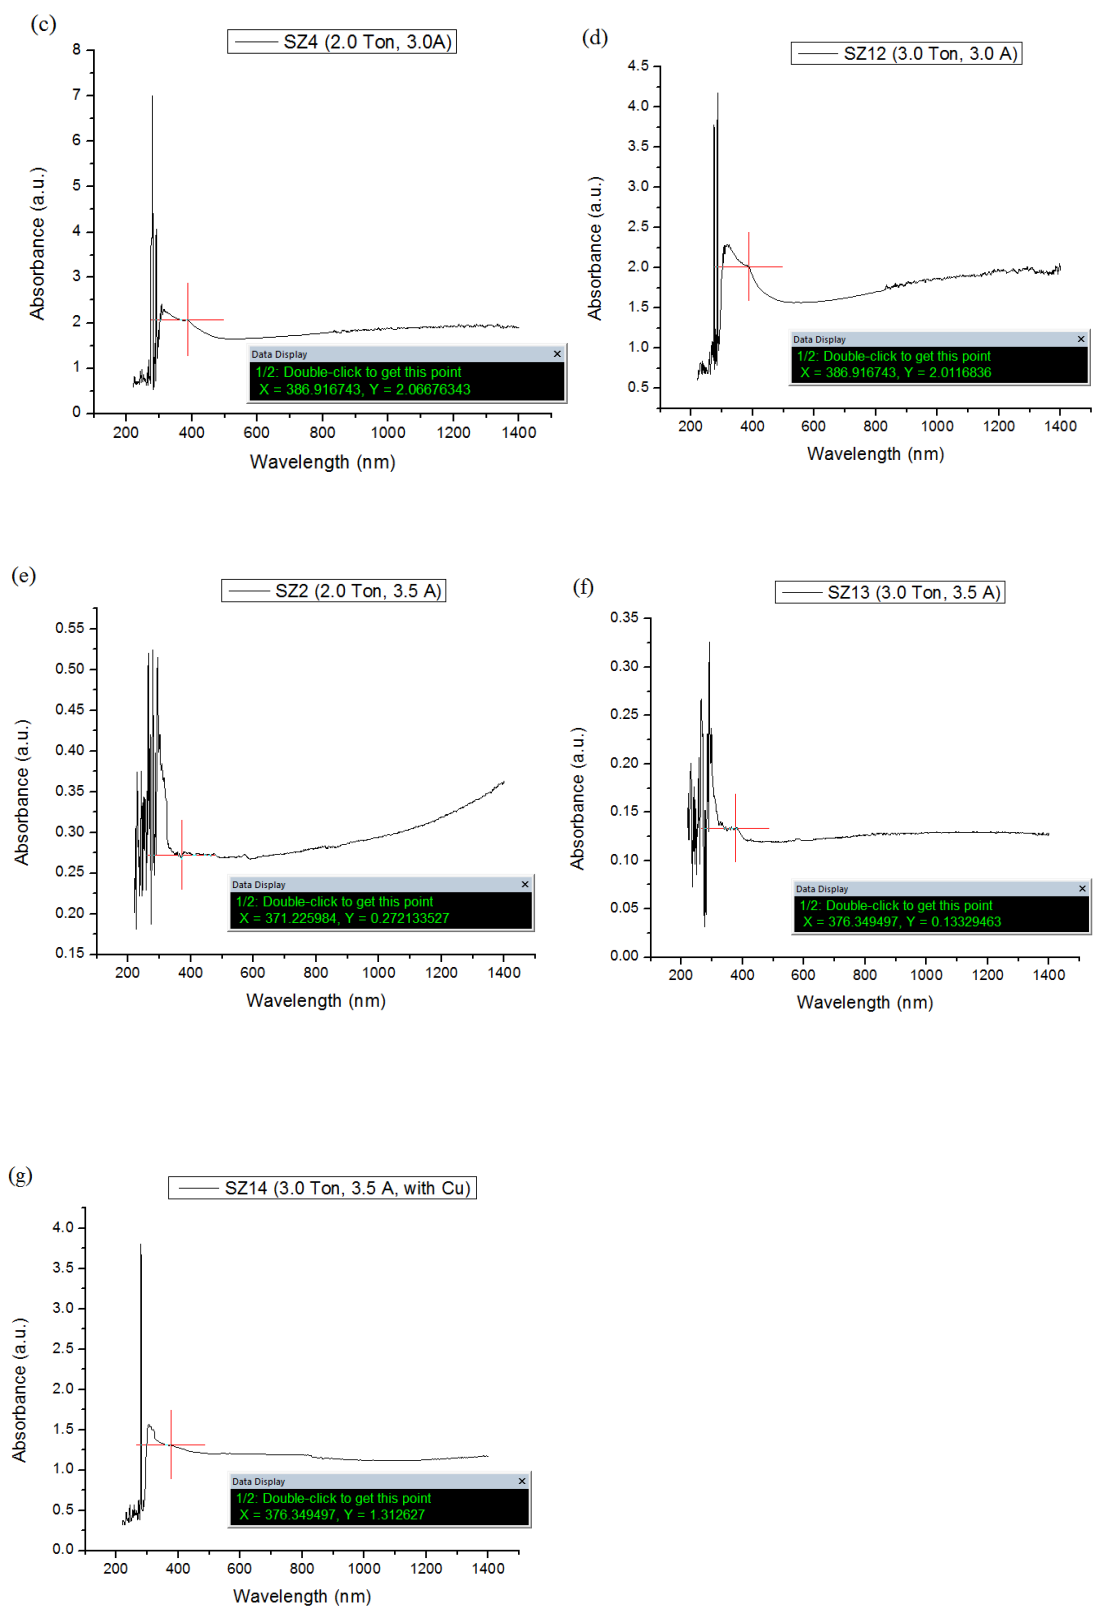 (c)
SZ4 (2.0 Ton, 3.0A)
8
7
6
5
4
3
2
1
0
Absorbance (a.u.)
Data Display
1/2: Double-click to get this point
X = 386.916743, Y = 2.06676343
200 400 600 800 1000 1200 1400
Wavelength (nm)
(d)
SZ12 (3.0 Ton, 3.0 A)
4.5
4.0
3.5
3.0
2.5
2.0
1.5
1.0
0.5
Absorbance (a.u.)
Data Display
1/2: Double-click to get this point
X = 386.916743, Y = 2.0116836
200 400 600 800 1000 1200 1400
Wavelength (nm)
(e)
SZ2 (2.0 Ton, 3.5 A)
0.55
0.50
0.45
0.40
0.35
0.30
0.25
0.20
0.15
Absorbance (a.u.)
Data Display
1/2: Double-click to get this point
X = 371.225984, Y = 0.272133527
200 400 600 800 1000 1200 1400
Wavelength (nm)
(f)
SZ13 (3.0 Ton, 3.5 A)
0.35
0.30
0.25
0.20
0.15
0.10
0.05
0.00
Absorbance (a.u.)
Data Display
1/2: Double-click to get this point
X = 376.349497, Y = 0.13329463
200 400 600 800 1000 1200 1400
Wavelength (nm)
(g)
SZ14 (3.0 Ton, 3.5 A, with Cu)
4.0
3.5
3.0
2.5
2.0
1.5
1.0
0.5
0.0
Absorbance (a.u.)
Data Display
1/2: Double-click to get this point
X = 376.349497, Y = 1.312627
200 400 600 800 1000 1200 1400
Wavelength (nm)